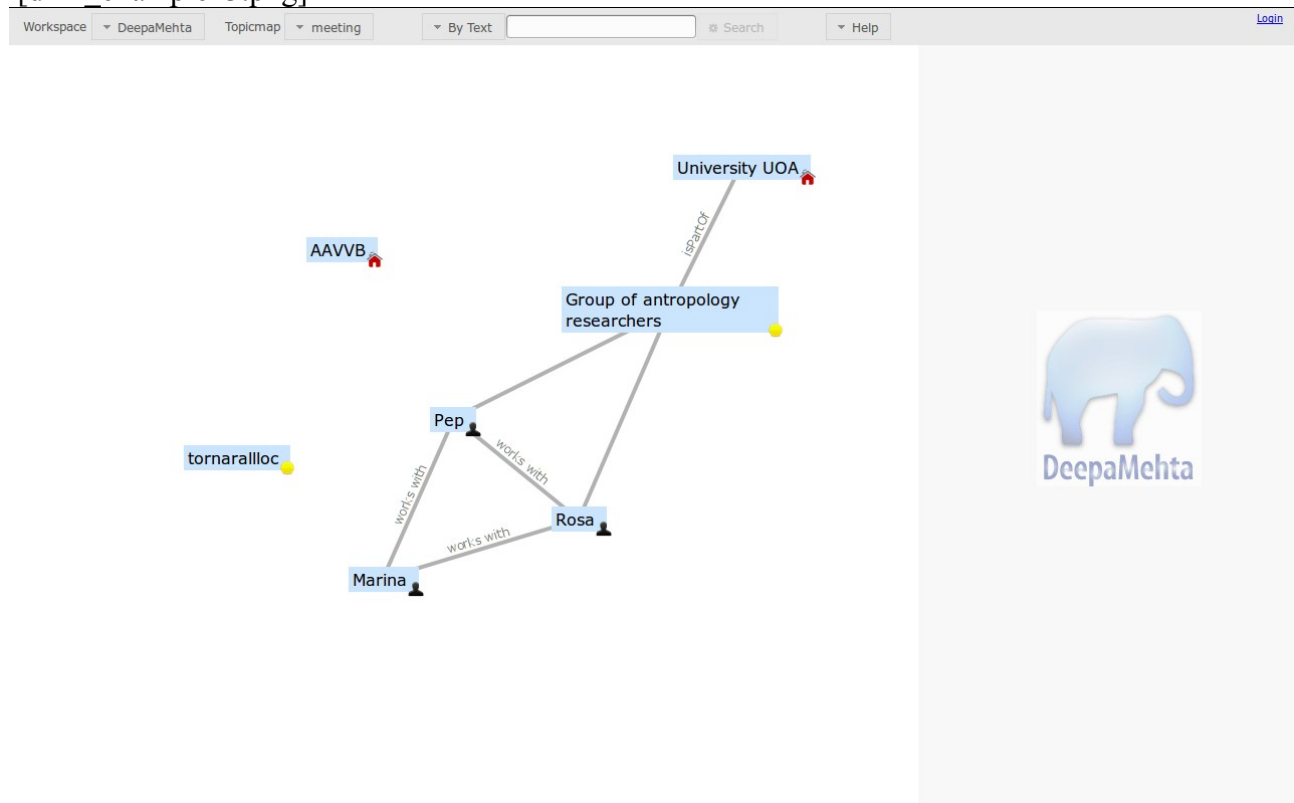 Workspace DeepaMehta Topicmap meeting By Text Search Help Login
University UOA
isPartOf
AAVVB
Group of antropology
researchers
Pep
works with
tornarallloc
works with
Rosa
works with
Marina
DeepaMehta